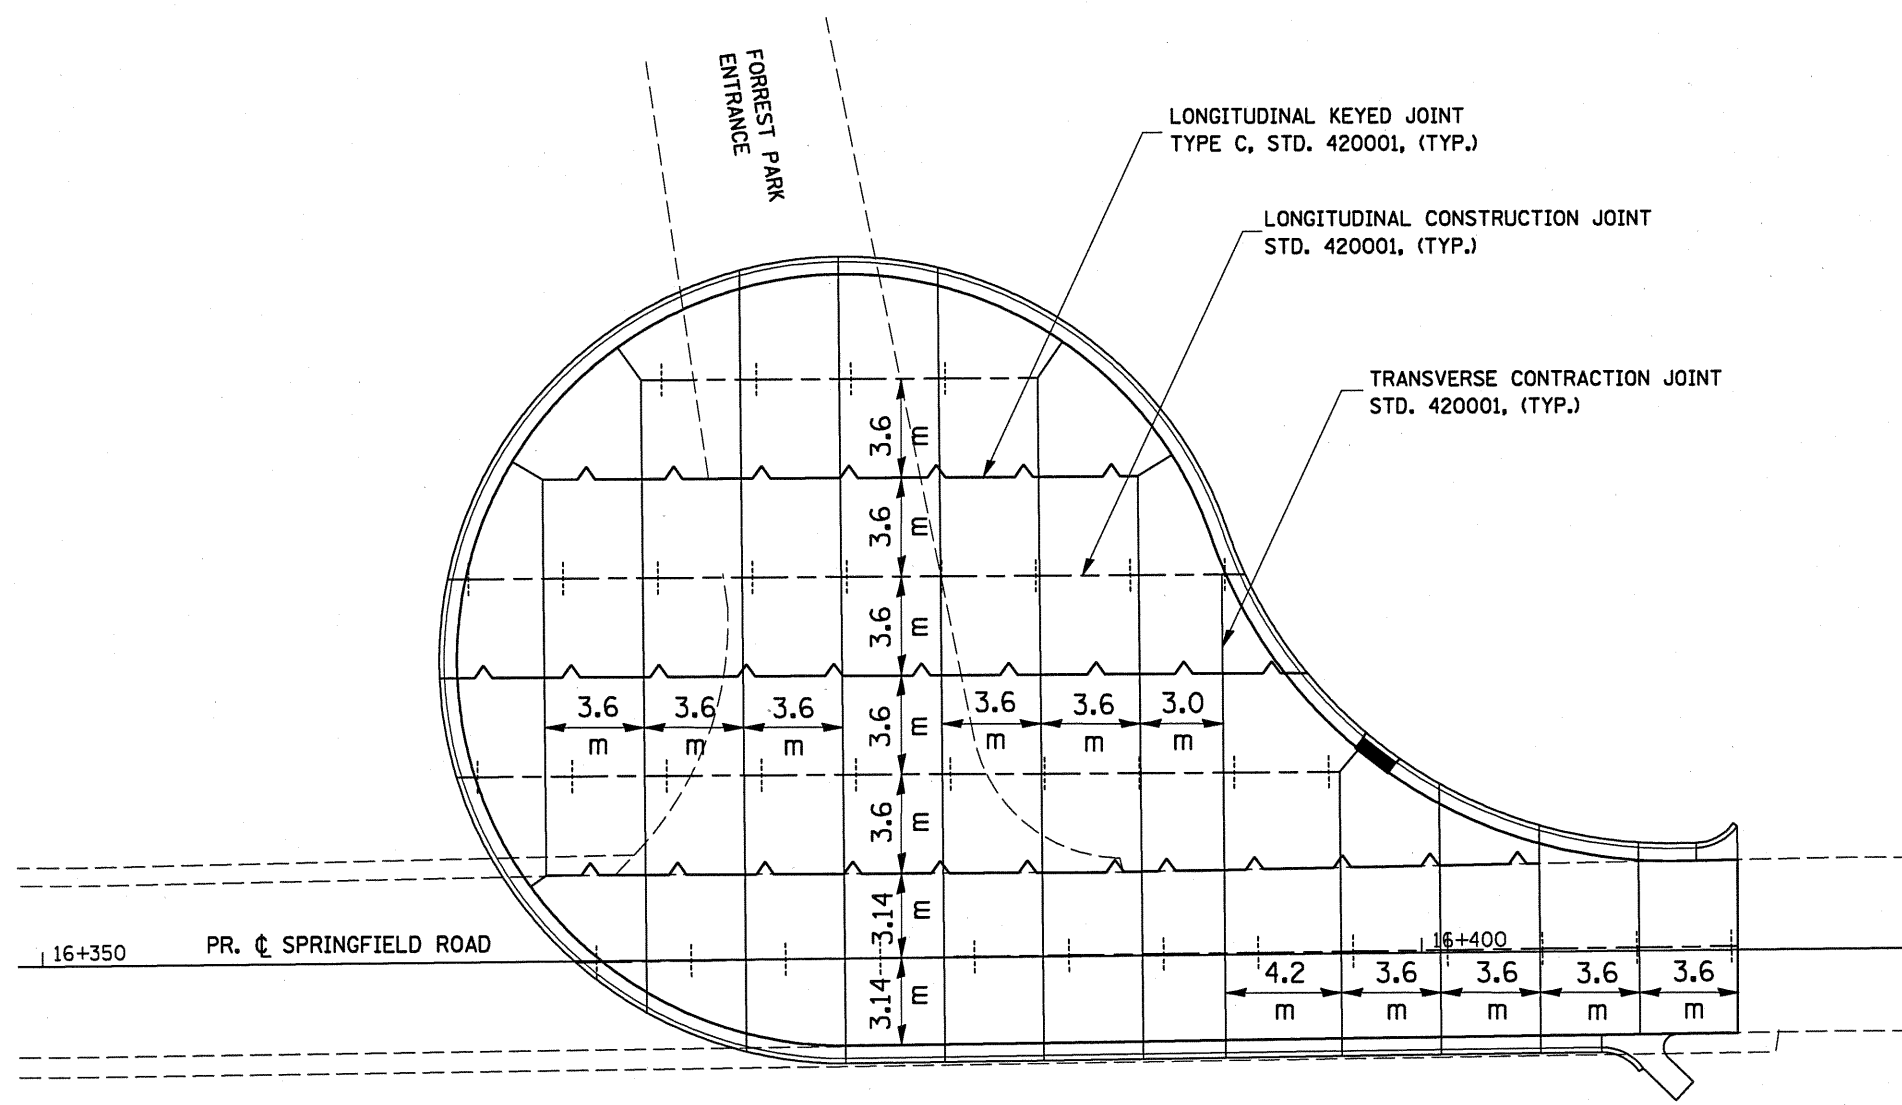 FORREST PARK
ENTRANCE
LONGITUDINAL KEYED JOINT
TYPE C, STD. 420001, (TYP.)
LONGITUDINAL CONSTRUCTION JOINT
STD. 420001, (TYP.)
TRANSVERSE CONTRACTION JOINT
STD. 420001, (TYP.)
3.6 m
3.6 m
3.6 m
3.6 m
3.6 m
3.14 m
3.14 m
3.6 3.6 3.6 3.6 3.6 3.0
m m m m m m
16+350
PR. ℄ SPRINGFIELD ROAD
16+400
4.2 3.6 3.6 3.6 3.6
m m m m m